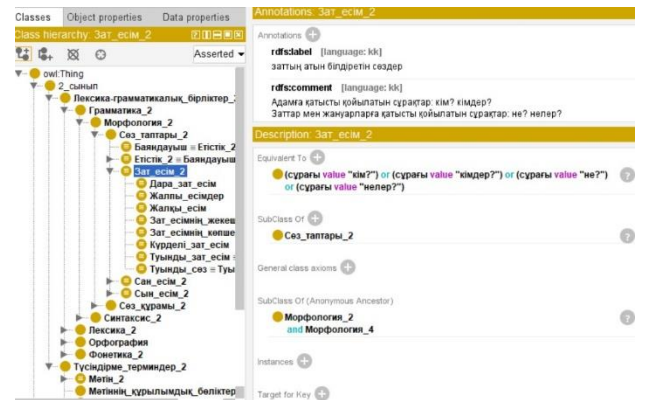 Classes Object properties Data properties
Class hierarchy: Зат_есім_2
Asserted
owl:Thing
2_сынып
Лексика-грамматикалық_бірліктер_2
Грамматика_2
Морфология_2
Сөз_таптары_2
Баяндауыш ≡ Етістік_2
Етістік_2 ≡ Баяндауыш
Зат_есім_2
Дара_зат_есім
Жалпы_есімдер
Жалқы_есім
Зат_есімнің_жекеш
Зат_есімнің_көпше
Күрделі_зат_есім
Туынды_зат_есім ≡
Туынды_сөз ≡ Туы
Сан_есім_2
Сын_есім_2
Сөз_құрамы_2
Синтаксис_2
Лексика_2
Орфография
Фонетика_2
Түсіндірме_терминдер_2
Мәтін_2
Мәтіннің_құрылымдық_бөліктер
Annotations: Зат_есім_2
Annotations
rdfs:label [language: kk]
заттың атын білдіретін сөздер
rdfs:comment [language: kk]
Адамға қатысты қойылатын сұрақтар: кім? кімдер?
Заттар мен жануарларға қатысты қойылатын сұрақтар: не? нелер?
Description: Зат_есім_2
Equivalent To
(сұрағы value "кім?") or (сұрағы value "кімдер?") or (сұрағы value "не?")
or (сұрағы value "нелер?")
SubClass Of
Сөз_таптары_2
General class axioms
SubClass Of (Anonymous Ancestor)
Морфология_2
and Морфология_4
Instances
Target for Key